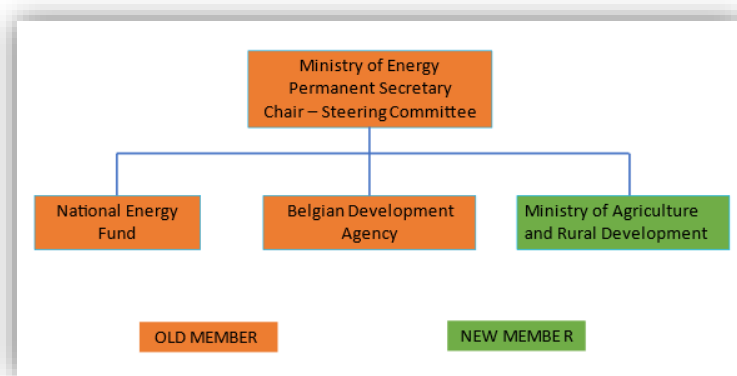 Ministry of Energy
Permanent Secretary
Chair – Steering Committee
National Energy
Fund
Belgian Development
Agency
Ministry of Agriculture
and Rural Development
OLD MEMBER
NEW MEMBER